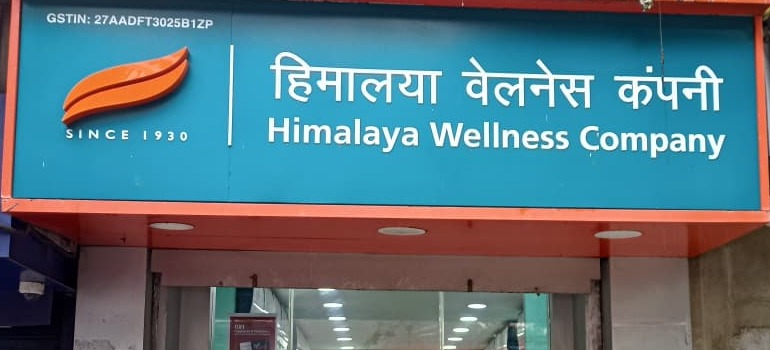 GSTIN: 27AADFT3025B1ZP
SINCE 1930
हिमालया वेलनेस कंपनी
Himalaya Wellness Company